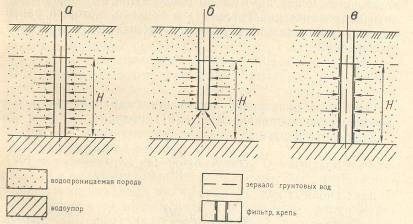 а б в
Н Н Н
водопроницаемая порода
водоупор
зеркало грунтовых вод
фильтр, крепь